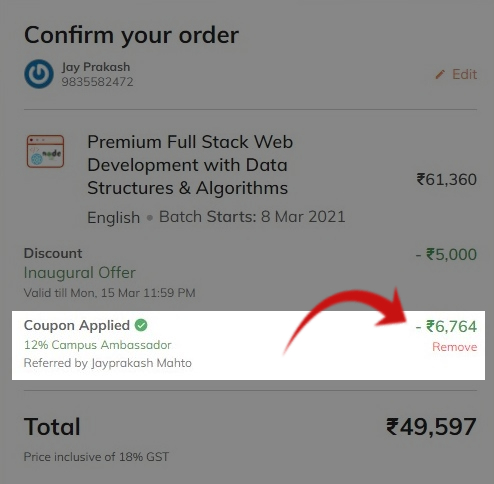 Confirm your order
Jay Prakash
9835582472
Edit
Premium Full Stack Web
Development with Data
Structures & Algorithms
₹61,360
English • Batch Starts: 8 Mar 2021
Discount
- ₹5,000
Inaugural Offer
Valid till Mon, 15 Mar 11:59 PM
Coupon Applied
- ₹6,764
12% Campus Ambassador
Remove
Referred by Jayprakash Mahto
Total
₹49,597
Price inclusive of 18% GST